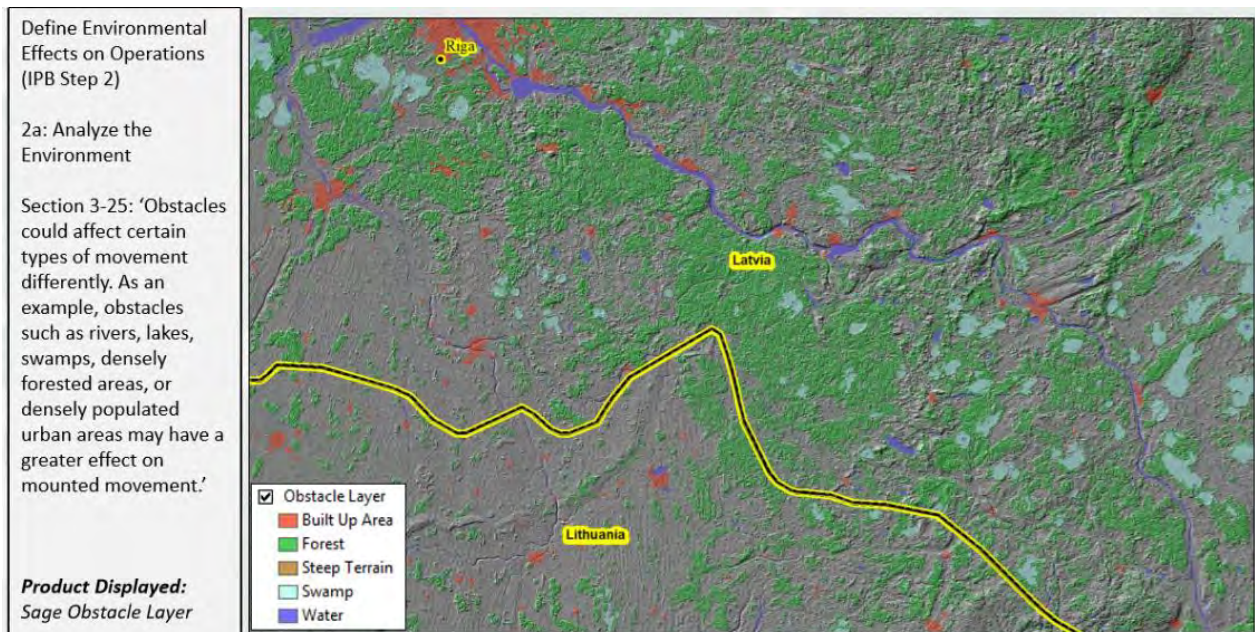 Define Environmental
Effects on Operations
(IPB Step 2)
2a: Analyze the
Environment
Section 3-25: ‘Obstacles
could affect certain
types of movement
differently. As an
example, obstacles
such as rivers, lakes,
swamps, densely
forested areas, or
densely populated
urban areas may have a
greater effect on
mounted movement.’
Product Displayed:
Sage Obstacle Layer
Riga
Latvia
Lithuania
Obstacle Layer
Built Up Area
Forest
Steep Terrain
Swamp
Water